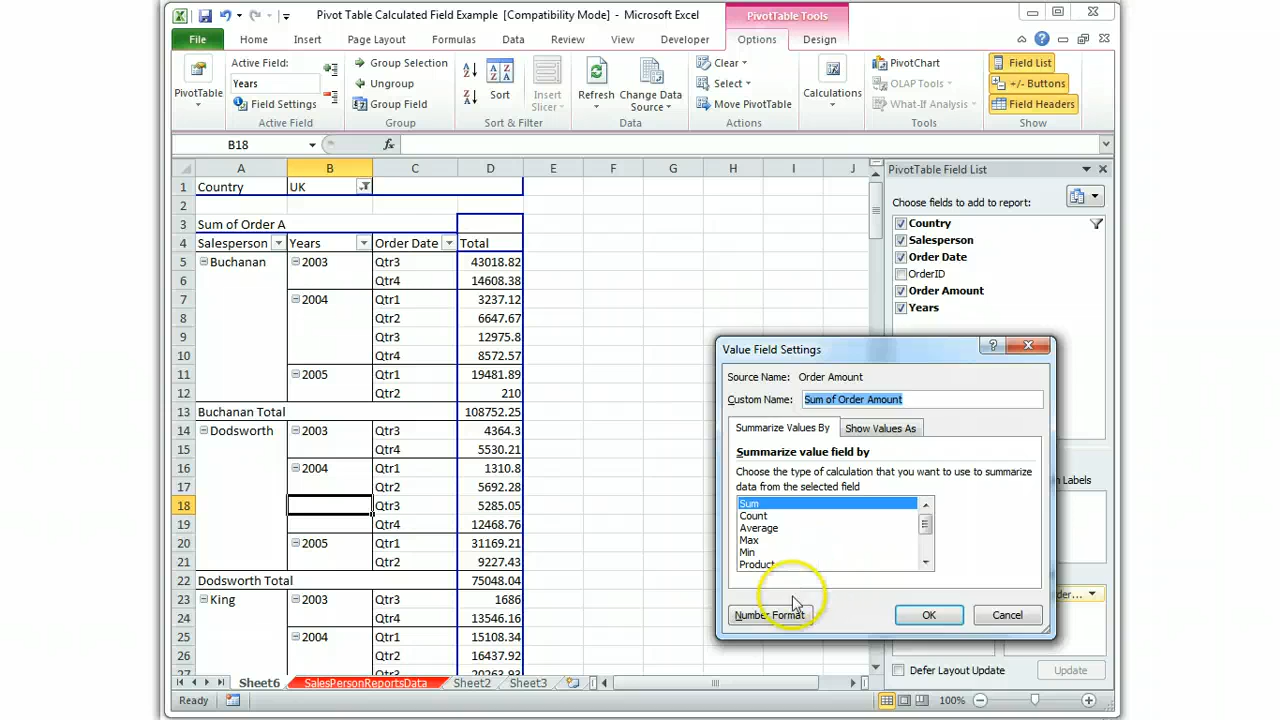 Pivot Table Calculated Field Example [Compatibility Mode] - Microsoft Excel
PivotTable Tools
File Home Insert Page Layout Formulas Data Review View Developer Options Design
PivotTable
Active Field:
Years
Field Settings
Active Field
Group Selection
Ungroup
Group Field
Group
Sort
Insert Slicer
Sort & Filter
Refresh
Change Data Source
Data
Clear
Select
Move PivotTable
Actions
Calculations
PivotChart
OLAP Tools
What-If Analysis
Tools
Field List
+/- Buttons
Field Headers
Show
B18 fx
A B C D E F G H I J
1 Country UK
2
3 Sum of Order A
4 Salesperson Years Order Date Total
5 Buchanan 2003 Qtr3 43018.82
6 Qtr4 14608.38
7 2004 Qtr1 3237.12
8 Qtr2 6647.67
9 Qtr3 12975.8
10 Qtr4 8572.57
11 2005 Qtr1 19481.89
12 Qtr2 210
13 Buchanan Total 108752.25
14 Dodsworth 2003 Qtr3 4364.3
15 Qtr4 5530.21
16 2004 Qtr1 1310.8
17 Qtr2 5692.28
18 Qtr3 5285.05
19 Qtr4 12468.76
20 2005 Qtr1 31169.21
21 Qtr2 9227.43
22 Dodsworth Total 75048.04
23 King 2003 Qtr3 1686
24 Qtr4 13546.16
25 2004 Qtr1 15108.34
26 Qtr2 16437.92
27 Qtr3 20263.93
PivotTable Field List
Choose fields to add to report:
Country
Salesperson
Order Date
OrderID
Order Amount
Years
n Labels
der...
Defer Layout Update Update
Value Field Settings
Source Name: Order Amount
Custom Name: Sum of Order Amount
Summarize Values By Show Values As
Summarize value field by
Choose the type of calculation that you want to use to summarize
data from the selected field
Sum
Count
Average
Max
Min
Product
Number Format OK Cancel
Sheet6 SalesPersonReportsData Sheet2 Sheet3
Ready 100%